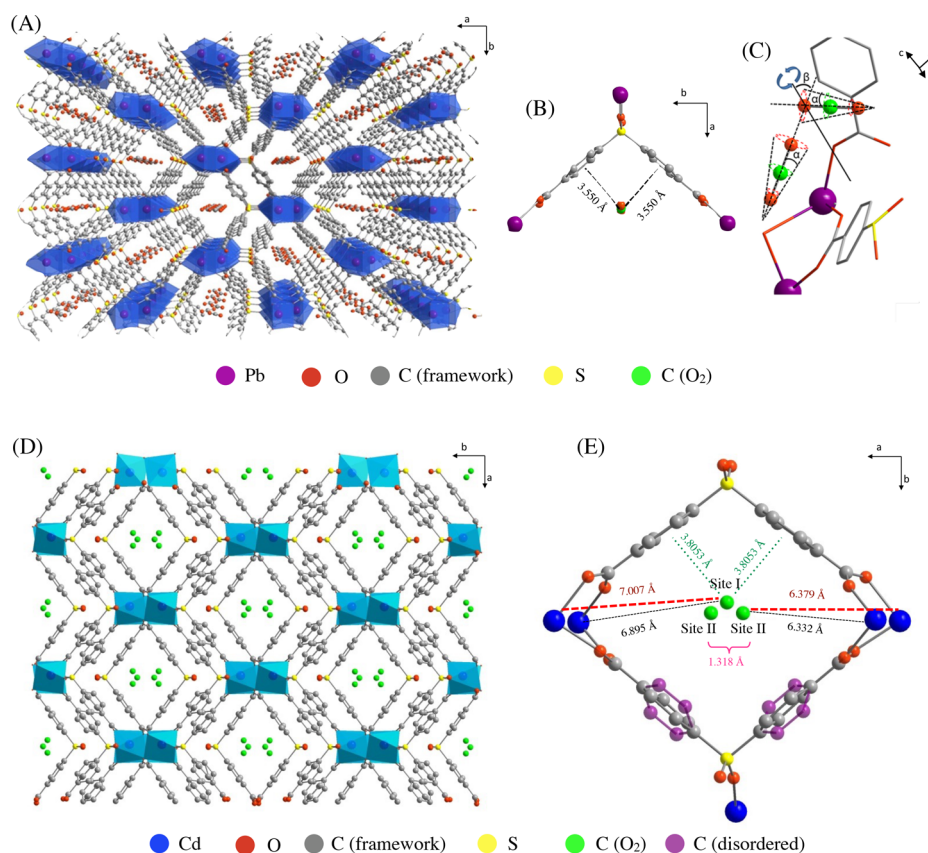 (A)
a
b
(B)
b
a
3.550 Å
3.550 Å
(C)
c
β
α
α
Pb
O
C (framework)
S
C (O₂)
(D)
b
a
(E)
a
b
3.8053 Å
3.8053 Å
Site I
7.007 Å
6.379 Å
Site II
Site II
6.895 Å
6.332 Å
1.318 Å
Cd
O
C (framework)
S
C (O₂)
C (disordered)